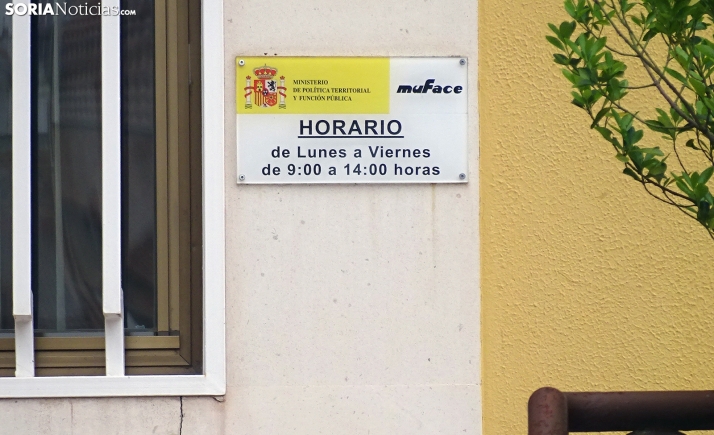 SORIANoticias.com
MINISTERIO
DE POLÍTICA TERRITORIAL
Y FUNCIÓN PÚBLICA
muface
HORARIO
de Lunes a Viernes
de 9:00 a 14:00 horas